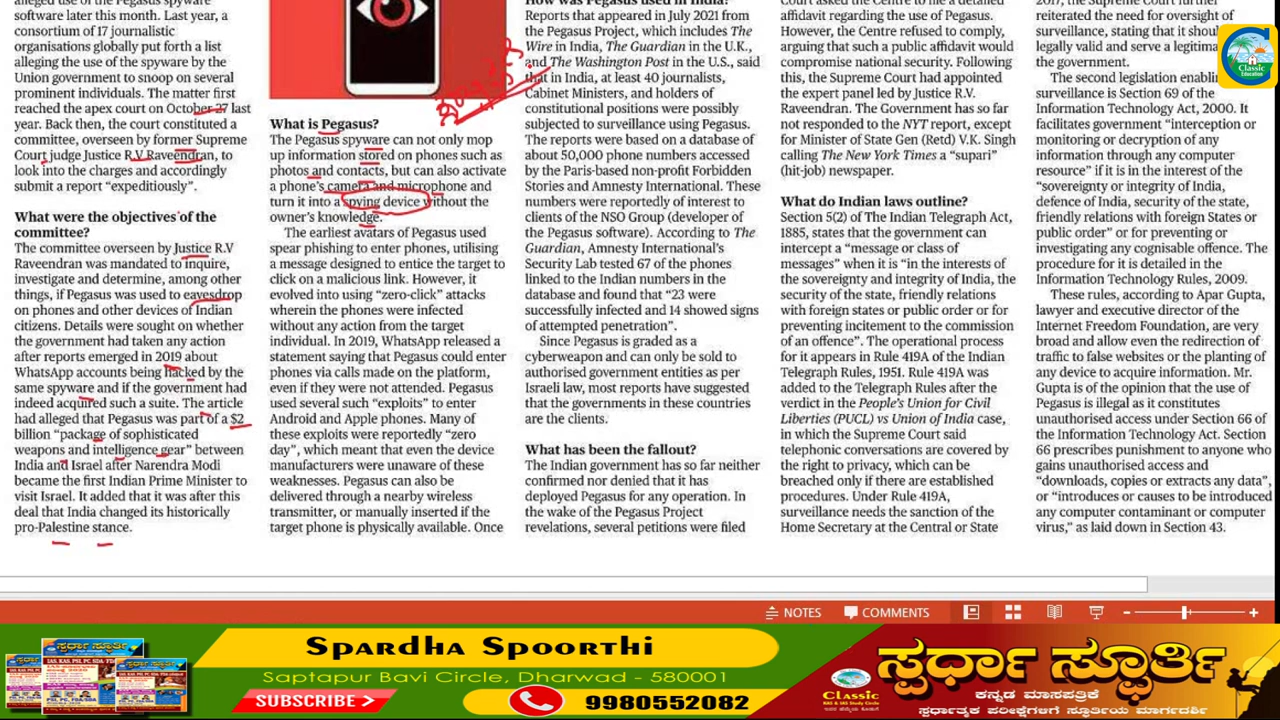 alleged use of the Pegasus spyware
software later this month. Last year, a
consortium of 17 journalistic
organisations globally put forth a list
alleging the use of the spyware by the
Union government to snoop on several
prominent individuals. The matter first
reached the apex court on October 27 last
year. Back then, the court constituted a
committee, overseen by former Supreme
Court judge Justice R.V Raveendran, to
look into the charges and accordingly
submit a report “expeditiously”.
What were the objectives of the
committee?
The committee overseen by Justice R.V
Raveendran was mandated to inquire,
investigate and determine, among other
things, if Pegasus was used to eavesdrop
on phones and other devices of Indian
citizens. Details were sought on whether
the government had taken any action
after reports emerged in 2019 about
WhatsApp accounts being hacked by the
same spyware and if the government had
indeed acquired such a suite. The article
had alleged that Pegasus was part of a $2
billion “package of sophisticated
weapons and intelligence gear” between
India and Israel after Narendra Modi
became the first Indian Prime Minister to
visit Israel. It added that it was after this
deal that India changed its historically
pro-Palestine stance.
What is Pegasus?
The Pegasus spyware can not only mop
up information stored on phones such as
photos and contacts, but can also activate
a phone’s camera and microphone and
turn it into a spying device without the
owner’s knowledge.
The earliest avatars of Pegasus used
spear phishing to enter phones, utilising
a message designed to entice the target to
click on a malicious link. However, it
evolved into using “zero-click” attacks
wherein the phones were infected
without any action from the target
individual. In 2019, WhatsApp released a
statement saying that Pegasus could enter
phones via calls made on the platform,
even if they were not attended. Pegasus
used several such “exploits” to enter
Android and Apple phones. Many of
these exploits were reportedly “zero
day”, which meant that even the device
manufacturers were unaware of these
weaknesses. Pegasus can also be
delivered through a nearby wireless
transmitter, or manually inserted if the
target phone is physically available. Once
How was Pegasus used in India?
Reports that appeared in July 2021 from
the Pegasus Project, which includes The
Wire in India, The Guardian in the U.K.,
and The Washington Post in the U.S., said
that in India, at least 40 journalists,
Cabinet Ministers, and holders of
constitutional positions were possibly
subjected to surveillance using Pegasus.
The reports were based on a database of
about 50,000 phone numbers accessed
by the Paris-based non-profit Forbidden
Stories and Amnesty International. These
numbers were reportedly of interest to
clients of the NSO Group (developer of
the Pegasus software). According to The
Guardian, Amnesty International’s
Security Lab tested 67 of the phones
linked to the Indian numbers in the
database and found that “23 were
successfully infected and 14 showed signs
of attempted penetration”.
Since Pegasus is graded as a
cyberweapon and can only be sold to
authorised government entities as per
Israeli law, most reports have suggested
that the governments in these countries
are the clients.
What has been the fallout?
The Indian government has so far neither
confirmed nor denied that it has
deployed Pegasus for any operation. In
the wake of the Pegasus Project
revelations, several petitions were filed
Court asked the Centre to file a detailed
affidavit regarding the use of Pegasus.
However, the Centre refused to comply,
arguing that such a public affidavit would
compromise national security. Following
this, the Supreme Court had appointed
the expert panel led by Justice R.V.
Raveendran. The Government has so far
not responded to the NYT report, except
for Minister of State Gen (Retd) V.K. Singh
calling The New York Times a “supari”
(hit-job) newspaper.
What do Indian laws outline?
Section 5(2) of The Indian Telegraph Act,
1885, states that the government can
intercept a “message or class of
messages” when it is “in the interests of
the sovereignty and integrity of India, the
security of the state, friendly relations
with foreign states or public order or for
preventing incitement to the commission
of an offence”. The operational process
for it appears in Rule 419A of the Indian
Telegraph Rules, 1951. Rule 419A was
added to the Telegraph Rules after the
verdict in the People’s Union for Civil
Liberties (PUCL) vs Union of India case,
in which the Supreme Court said
telephonic conversations are covered by
the right to privacy, which can be
breached only if there are established
procedures. Under Rule 419A,
surveillance needs the sanction of the
Home Secretary at the Central or State
2017, the Supreme Court further
reiterated the need for oversight of
surveillance, stating that it should
legally valid and serve a legitima
the government.
The second legislation enabli
surveillance is Section 69 of the
Information Technology Act, 2000. It
facilitates government “interception or
monitoring or decryption of any
information through any computer
resource” if it is in the interest of the
“sovereignty or integrity of India,
defence of India, security of the state,
friendly relations with foreign States or
public order” or for preventing or
investigating any cognisable offence. The
procedure for it is detailed in the
Information Technology Rules, 2009.
These rules, according to Apar Gupta,
lawyer and executive director of the
Internet Freedom Foundation, are very
broad and allow even the redirection of
traffic to false websites or the planting of
any device to acquire information. Mr.
Gupta is of the opinion that the use of
Pegasus is illegal as it constitutes
unauthorised access under Section 66 of
the Information Technology Act. Section
66 prescribes punishment to anyone who
gains unauthorised access and
“downloads, copies or extracts any data”,
or “introduces or causes to be introduced
any computer contaminant or computer
virus,” as laid down in Section 43.
Classic
Education
NOTES COMMENTS
Spardha Spoorthi
Saptapur Bavi Circle, Dharwad - 580001
SUBSCRIBE
9980552082
Classic
ಸ್ಪರ್ಧಾ ಸ್ಫೂರ್ತಿ
ಕನ್ನಡ ಮಾಸಪತ್ರಿಕೆ
ಸ್ಪರ್ಧಾತ್ಮಕ ಪರೀಕ್ಷೆಗಳಿಗೆ ಸ್ಫೂರ್ತಿಯ ಮಾರ್ಗದರ್ಶಿ